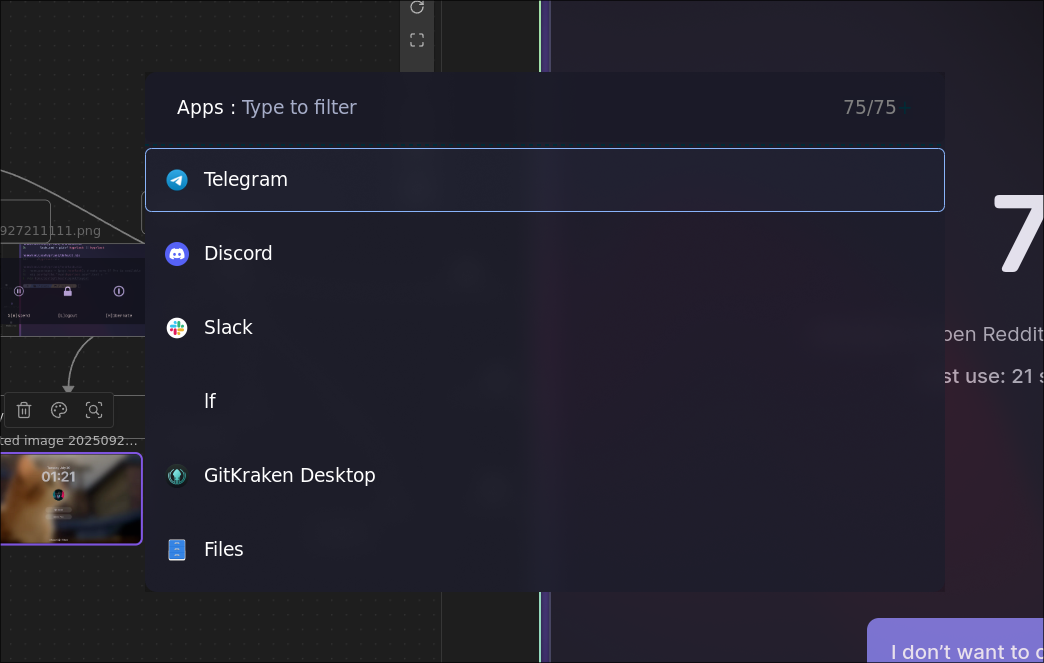 Apps : Type to filter
75/75
Telegram
Discord
Slack
lf
GitKraken Desktop
Files
927211111.png
ted image 2025092...
01:21
7
pen Reddit
st use: 21 s
I don't want to o